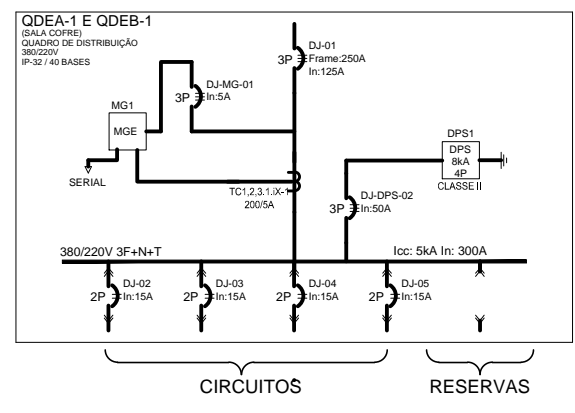 QDEA-1 E QDEB-1
(SALA COFRE)
QUADRO DE DISTRIBUIÇÃO
380/220V
IP-32 / 40 BASES
DJ-01
3P Frame:250A
In:125A
DJ-MG-01
3P In:5A
MG1
MGE
SERIAL
TC1,2,3.1.iX-1
200/5A
DPS1
DPS
8kA
4P
CLASSE II
DJ-DPS-02
3P In:50A
380/220V 3F+N+T
Icc: 5kA In: 300A
DJ-02
2P In:15A
DJ-03
2P In:15A
DJ-04
2P In:15A
DJ-05
2P In:15A
CIRCUITOS
RESERVAS